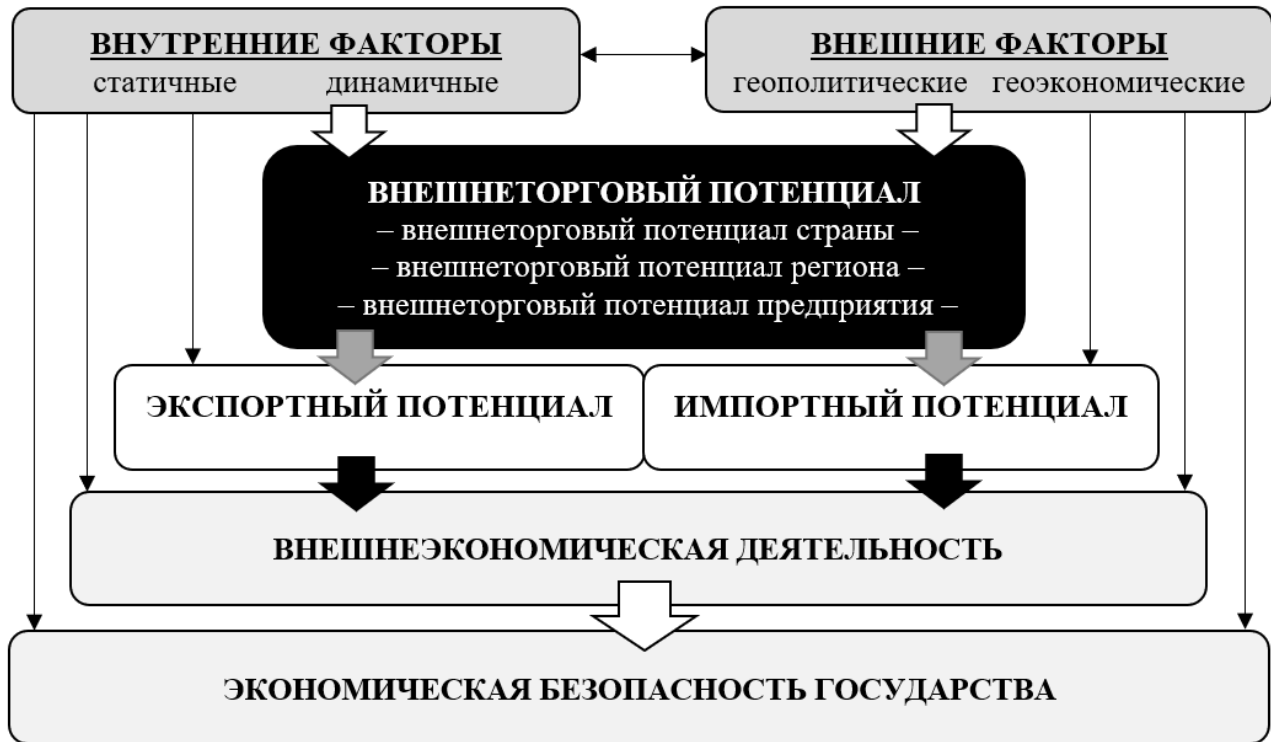 ВНУТРЕННИЕ ФАКТОРЫ
статичные динамичные
ВНЕШНИЕ ФАКТОРЫ
геополитические геоэкономические
ВНЕШНЕТОРГОВЫЙ ПОТЕНЦИАЛ
– внешнеторговый потенциал страны –
– внешнеторговый потенциал региона –
– внешнеторговый потенциал предприятия –
ЭКСПОРТНЫЙ ПОТЕНЦИАЛ
ИМПОРТНЫЙ ПОТЕНЦИАЛ
ВНЕШНЕЭКОНОМИЧЕСКАЯ ДЕЯТЕЛЬНОСТЬ
ЭКОНОМИЧЕСКАЯ БЕЗОПАСНОСТЬ ГОСУДАРСТВА